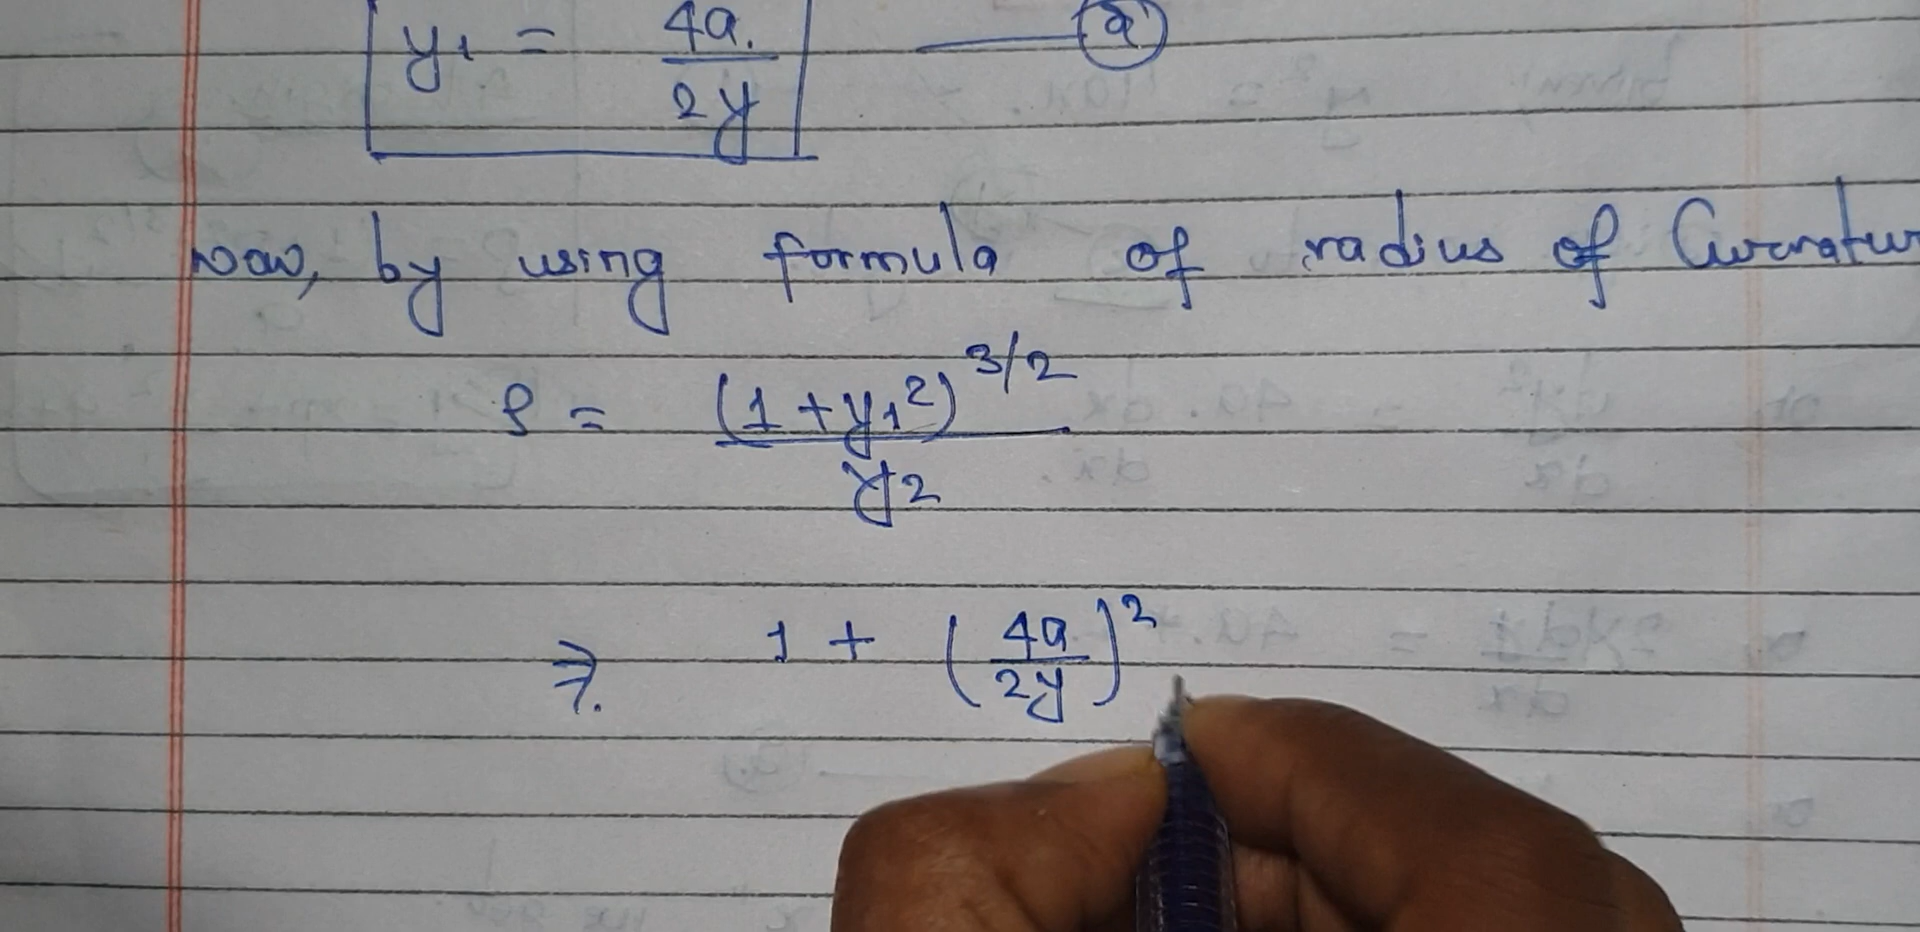 y₁ = 4a/2y —— (a)
Now, by using formula of radius of Curvatur
ρ = (1 + y₁²)^3/2 / y₂
⇒. 1 + (4a/2y)²